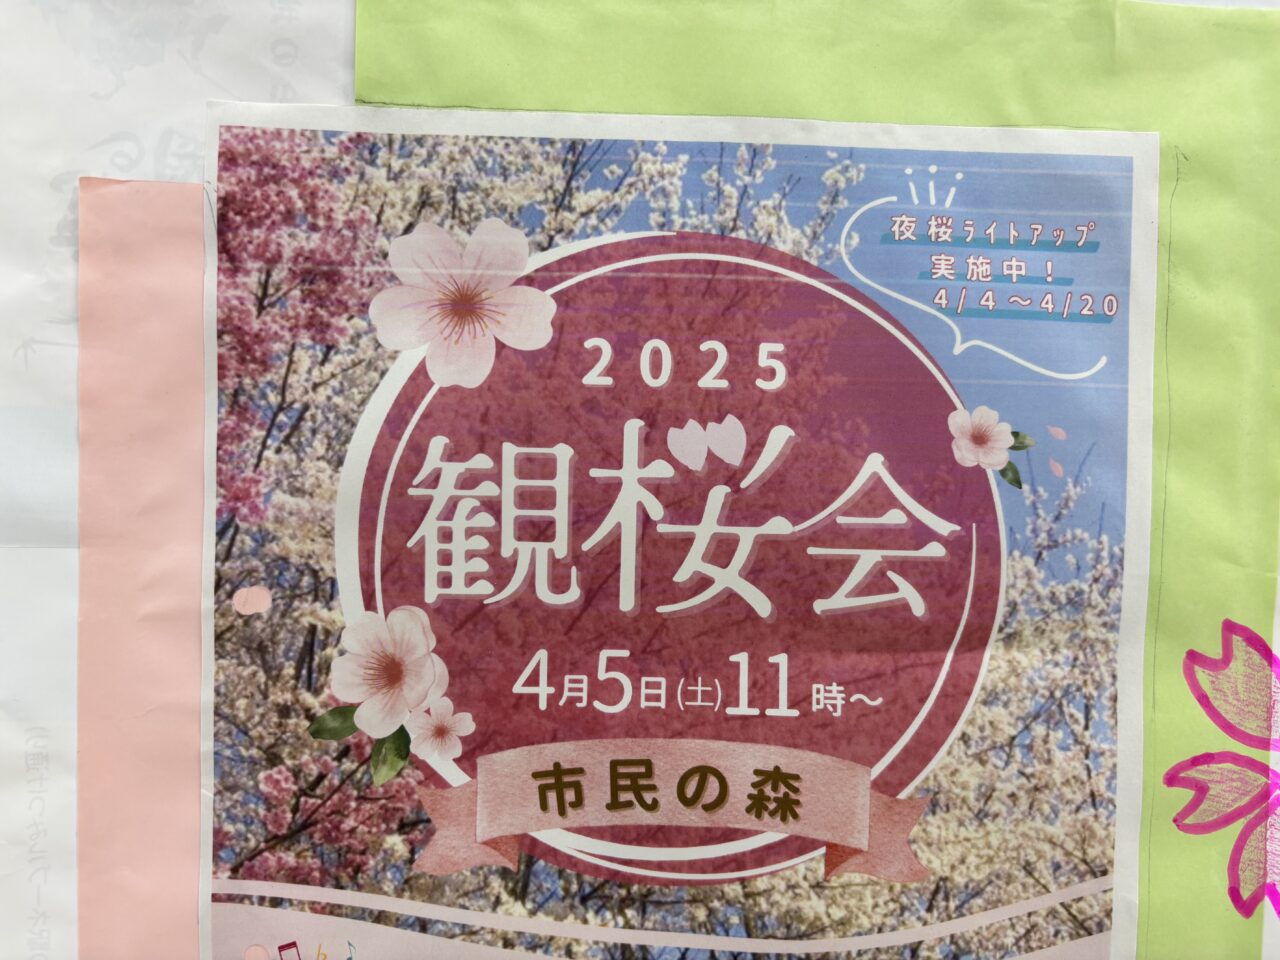 夜桜ライトアップ
実施中！
4/4～4/20
2025
観桜会
4月5日(土)11時～
市民の森